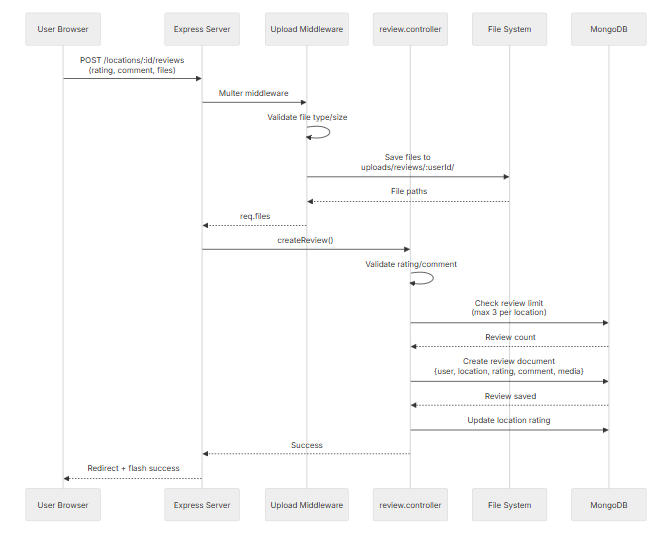 User Browser
Express Server
Upload Middleware
review.controller
File System
MongoDB
POST /locations/:id/reviews
(rating, comment, files)
Multer middleware
Validate file type/size
Save files to
uploads/reviews/:userId/
File paths
req.files
createReview()
Validate rating/comment
Check review limit
(max 3 per location)
Review count
Create review document
{user, location, rating, comment, media}
Review saved
Update location rating
Success
Redirect + flash success
User Browser
Express Server
Upload Middleware
review.controller
File System
MongoDB